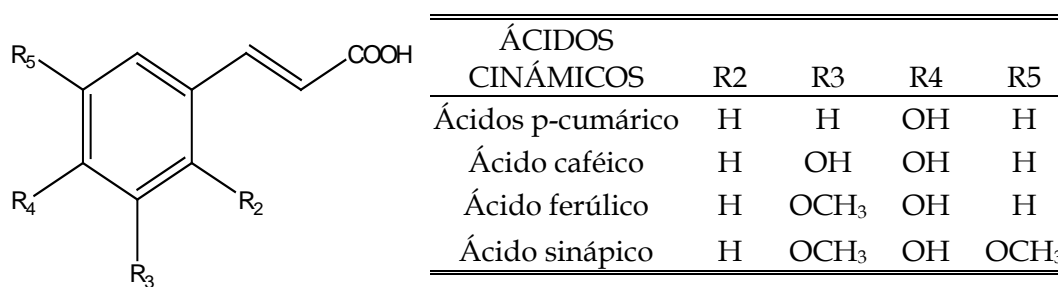 R₅
COOH
R₄
R₂
R₃
ÁCIDOS
CINÁMICOS R2 R3 R4 R5
Ácidos p-cumárico H H OH H
Ácido caféico H OH OH H
Ácido ferúlico H OCH₃ OH H
Ácido sinápico H OCH₃ OH OCH₃